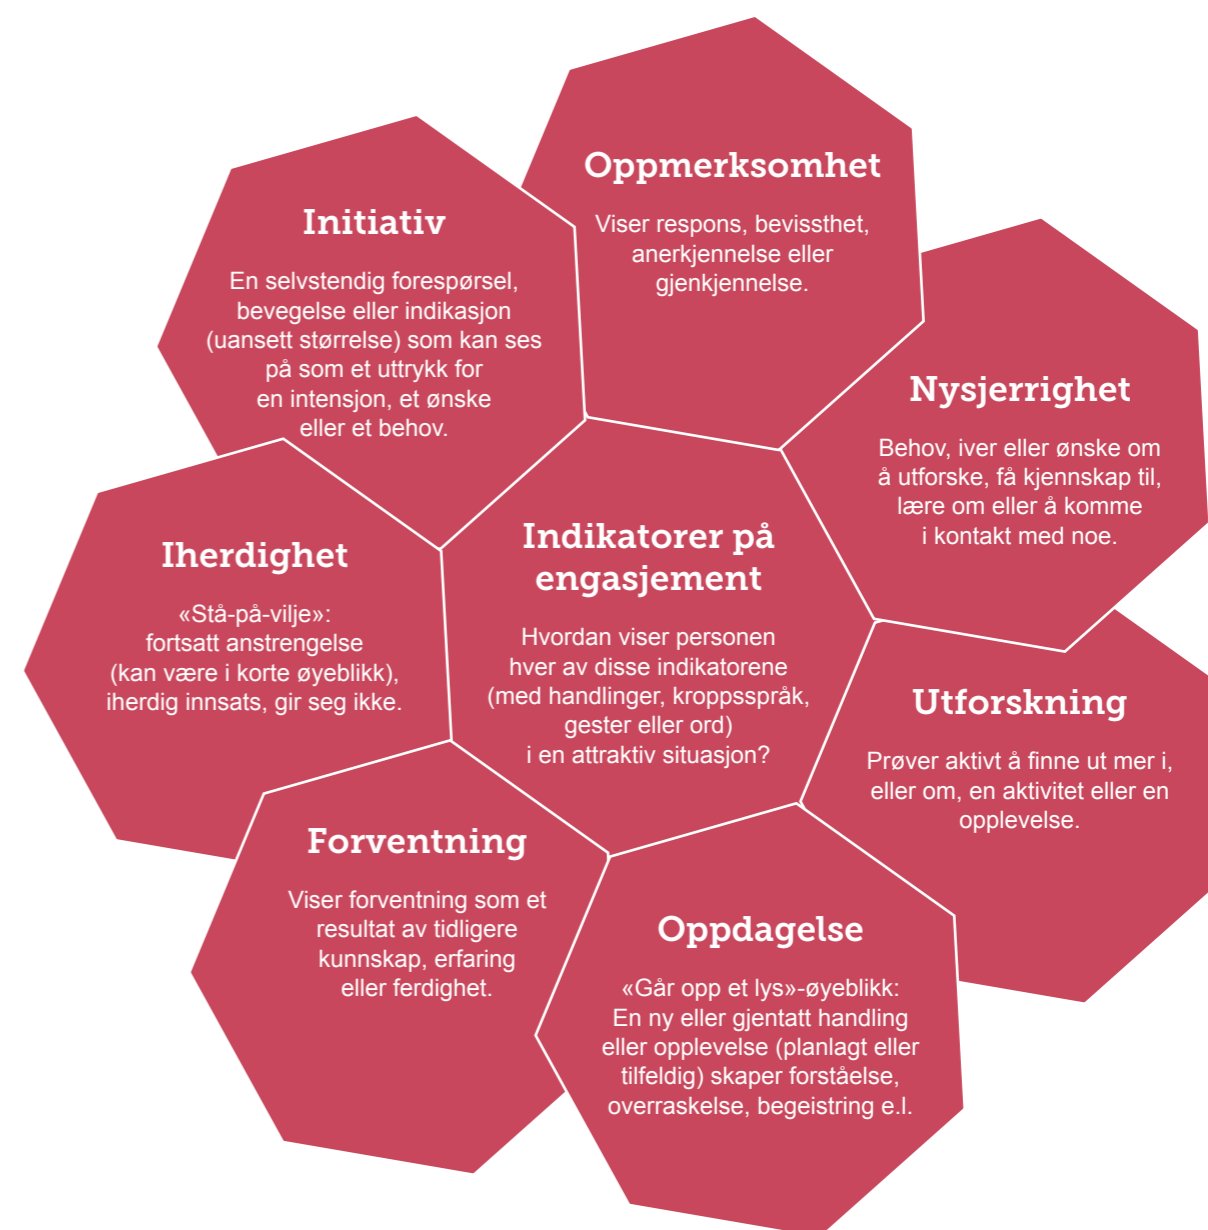 Oppmerksomhet
Viser respons, bevissthet,
anerkjennelse eller
gjenkjennelse.
Initiativ
En selvstendig forespørsel,
bevegelse eller indikasjon
(uansett størrelse) som kan ses
på som et uttrykk for
en intensjon, et ønske
eller et behov.
Nysjerrighet
Behov, iver eller ønske om
å utforske, få kjennskap til,
lære om eller å komme
i kontakt med noe.
Indikatorer på
engasjement
Hvordan viser personen
hver av disse indikatorene
(med handlinger, kroppsspråk,
gester eller ord)
i en attraktiv situasjon?
Iherdighet
«Stå-på-vilje»:
fortsatt anstrengelse
(kan være i korte øyeblikk),
iherdig innsats, gir seg ikke.
Utforskning
Prøver aktivt å finne ut mer i,
eller om, en aktivitet eller en
opplevelse.
Forventning
Viser forventning som et
resultat av tidligere
kunnskap, erfaring
eller ferdighet.
Oppdagelse
«Går opp et lys»-øyeblikk:
En ny eller gjentatt handling
eller opplevelse (planlagt eller
tilfeldig) skaper forståelse,
overraskelse, begeistring e.l.